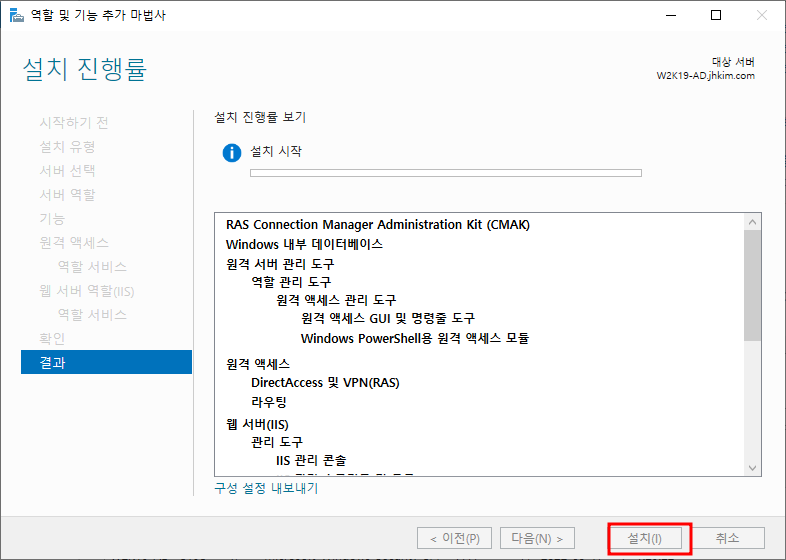 역할 및 기능 추가 마법사
설치 진행률
대상 서버
W2K19-AD.jhkim.com
시작하기 전
설치 유형
서버 선택
서버 역할
기능
원격 액세스
역할 서비스
웹 서버 역할(IIS)
역할 서비스
확인
결과
설치 진행률 보기
설치 시작
RAS Connection Manager Administration Kit (CMAK)
Windows 내부 데이터베이스
원격 서버 관리 도구
역할 관리 도구
원격 액세스 관리 도구
원격 액세스 GUI 및 명령줄 도구
Windows PowerShell용 원격 액세스 모듈
원격 액세스
DirectAccess 및 VPN(RAS)
라우팅
웹 서버(IIS)
관리 도구
IIS 관리 콘솔
구성 설정 내보내기
< 이전(P)
다음(N) >
설치(I)
취소